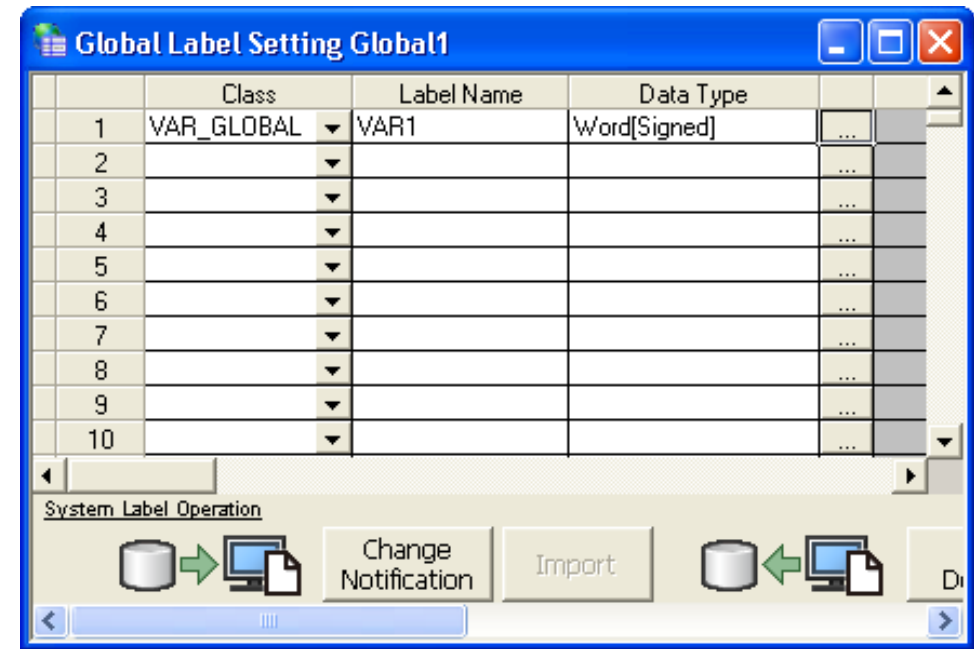 Global Label Setting Global1
Class Label Name Data Type
1 VAR_GLOBAL VAR1 Word[Signed] ...
2 ...
3 ...
4 ...
5 ...
6 ...
7 ...
8 ...
9 ...
10 ...
System Label Operation
Change
Notification
Import